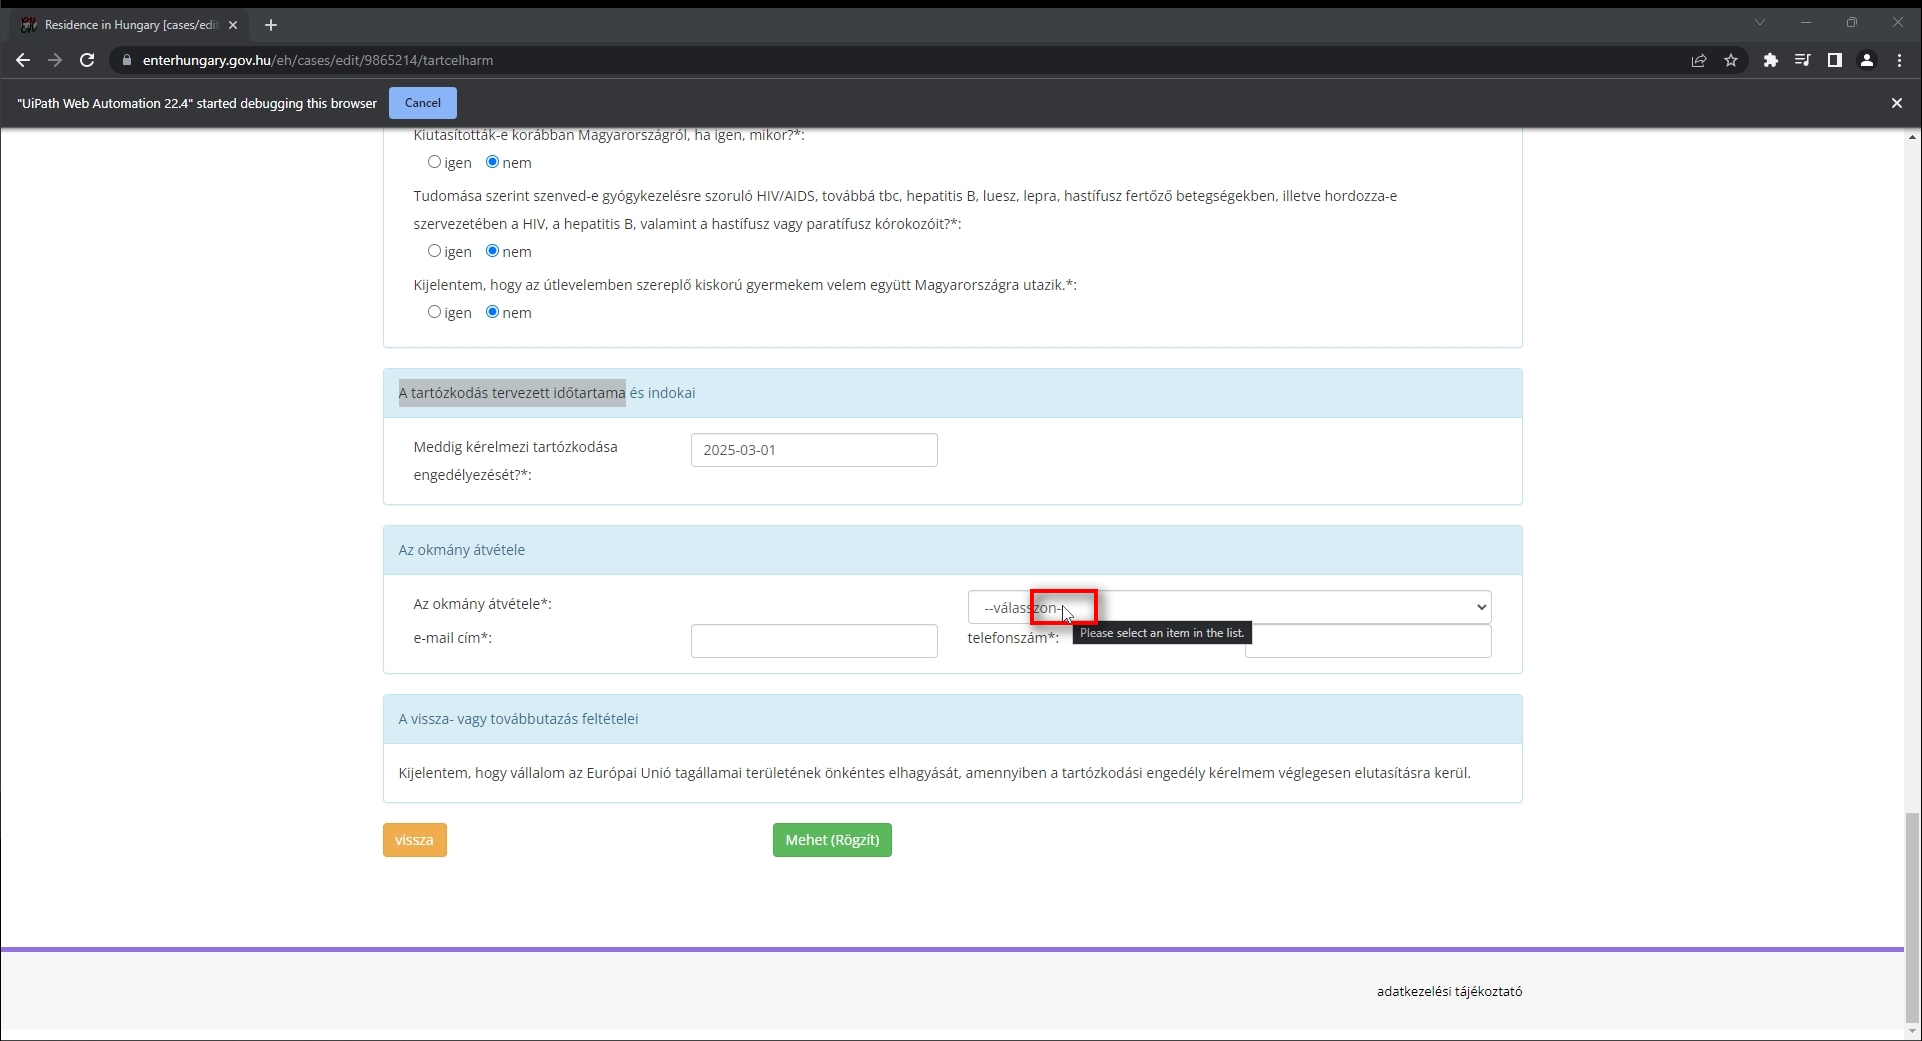 Residence in Hungary [cases/edit
enterhungary.gov.hu/eh/cases/edit/9865214/tartcelharm
"UiPath Web Automation 22.4" started debugging this browser Cancel
Kiutasították-e korábban Magyarországról, ha igen, mikor?*:
igen nem
Tudomása szerint szenved-e gyógykezelésre szoruló HIV/AIDS, továbbá tbc, hepatitis B, luesz, lepra, hastífusz fertőző betegségekben, illetve hordozza-e
szervezetében a HIV, a hepatitis B, valamint a hastífusz vagy paratífusz kórokozóit?*:
igen nem
Kijelentem, hogy az útlevelemben szereplő kiskorú gyermekem velem együtt Magyarországra utazik.*:
igen nem
A tartózkodás tervezett időtartama és indokai
Meddig kérelmezi tartózkodása 2025-03-01
engedélyezését?*:
Az okmány átvétele
Az okmány átvétele*: --válasszon-
e-mail cím*: telefonszám*: Please select an item in the list.
A vissza- vagy továbbutazás feltételei
Kijelentem, hogy vállalom az Európai Unió tagállamai területének önkéntes elhagyását, amennyiben a tartózkodási engedély kérelmem véglegesen elutasításra kerül.
vissza Mehet (Rögzít)
adatkezelési tájékoztató